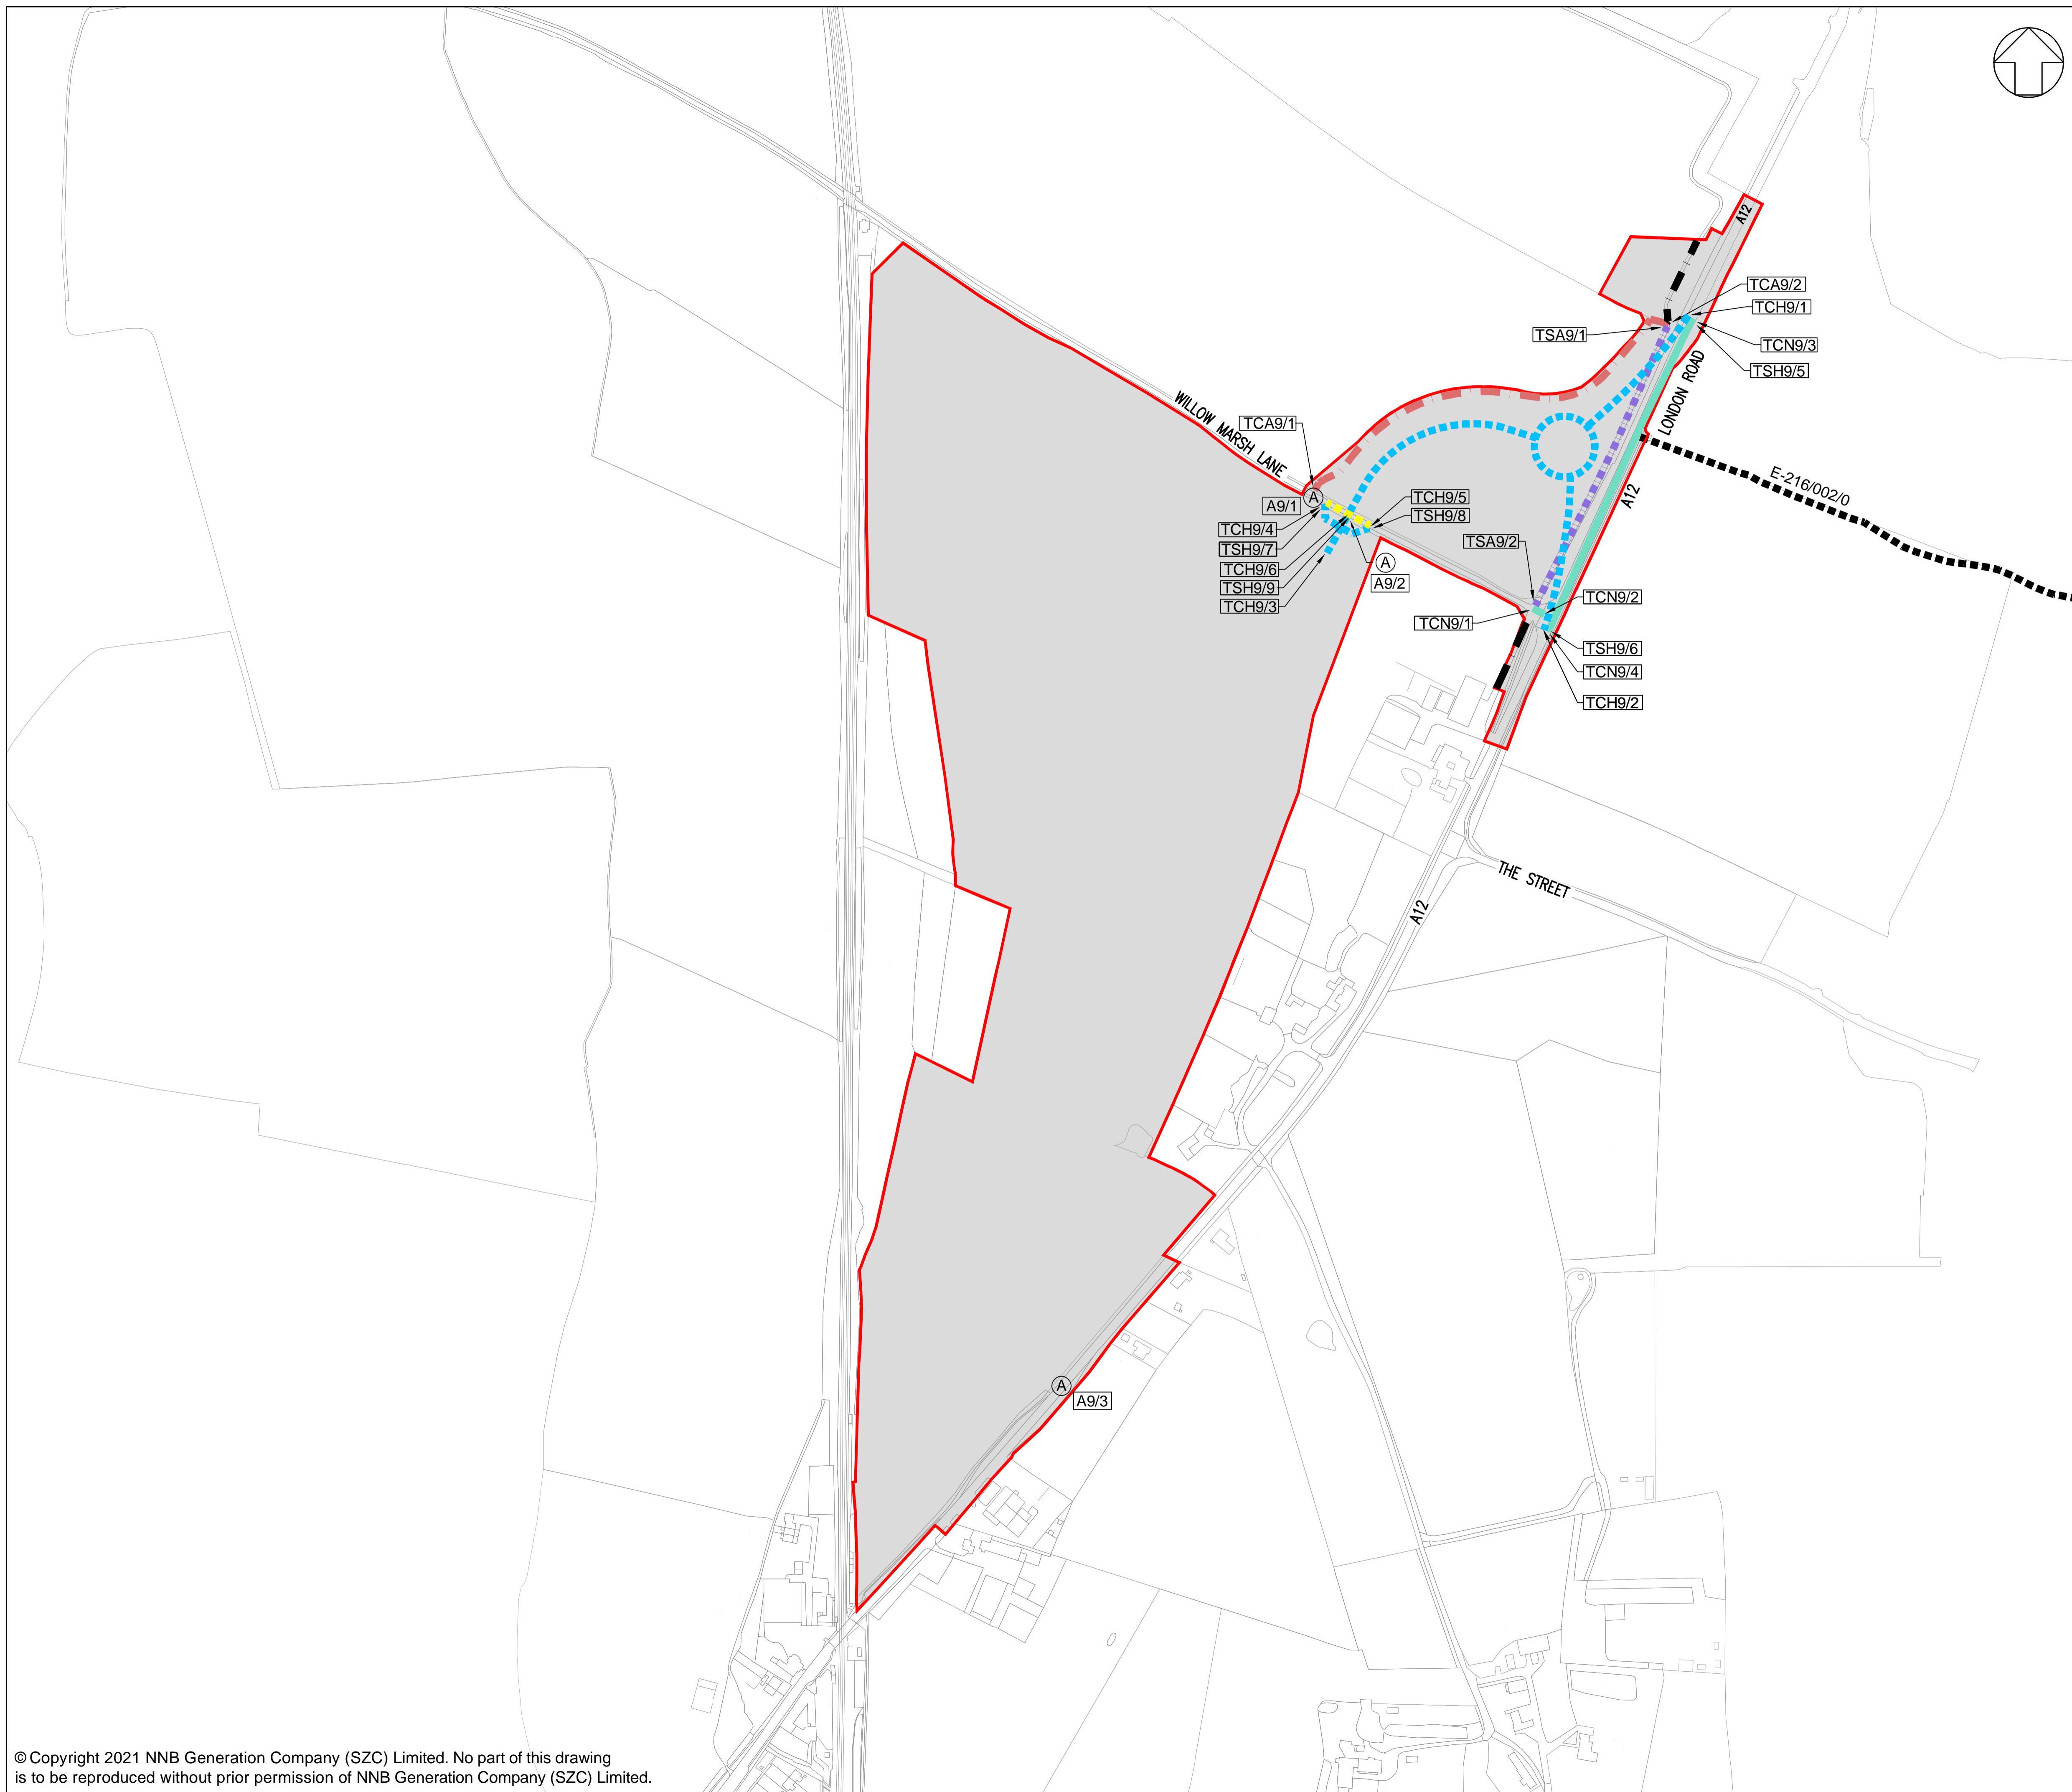 A12
TCA9/2
TCH9/1
TSA9/1
TCN9/3
TSH9/5
LONDON ROAD
WILLOW MARSH LANE
TCA9/1
E-216/002/0
A12
A
A9/1
TCH9/5
TSH9/8
TCH9/4
TSH9/7
TSA9/2
TCH9/6
A
TSH9/9
A9/2
TCH9/3
TCN9/2
TCN9/1
TSH9/6
TCN9/4
TCH9/2
THE STREET
A12
A
A9/3
© Copyright 2021 NNB Generation Company (SZC) Limited. No part of this drawing
is to be reproduced without prior permission of NNB Generation Company (SZC) Limited.